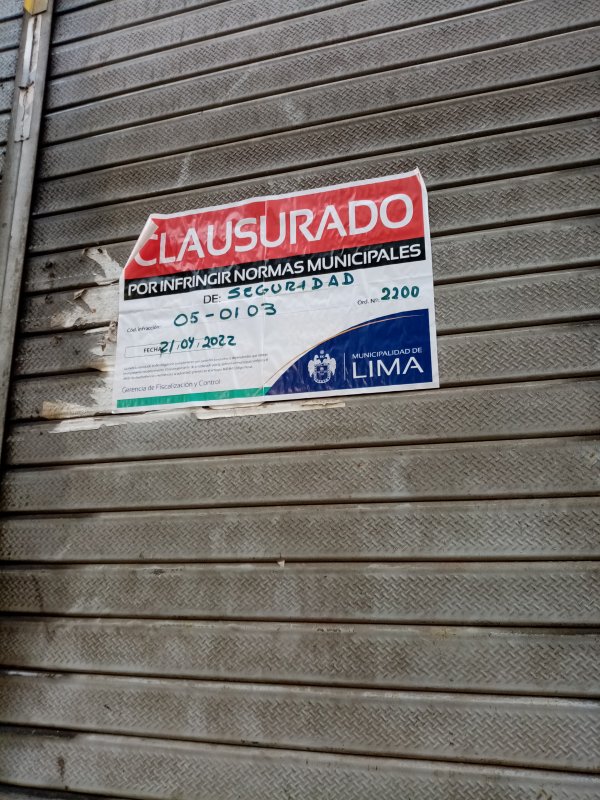 CLAUSURADO
POR INFRINGIR NORMAS MUNICIPALES
DE: SEGURIDAD
Cód. Infracción: 05-0103
Ord. Nº: 2200
FECHA: 21/04/2022
Gerencia de Fiscalización y Control
MUNICIPALIDAD DE
LIMA